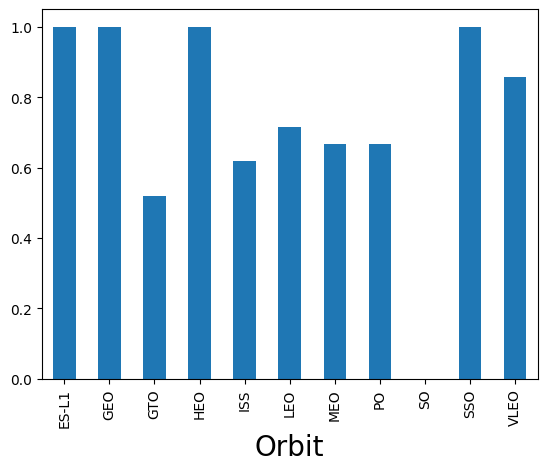 1.0
0.8
0.6
0.4
0.2
0.0
ES-L1
GEO
GTO
HEO
ISS
LEO
MEO
PO
SO
SSO
VLEO
Orbit